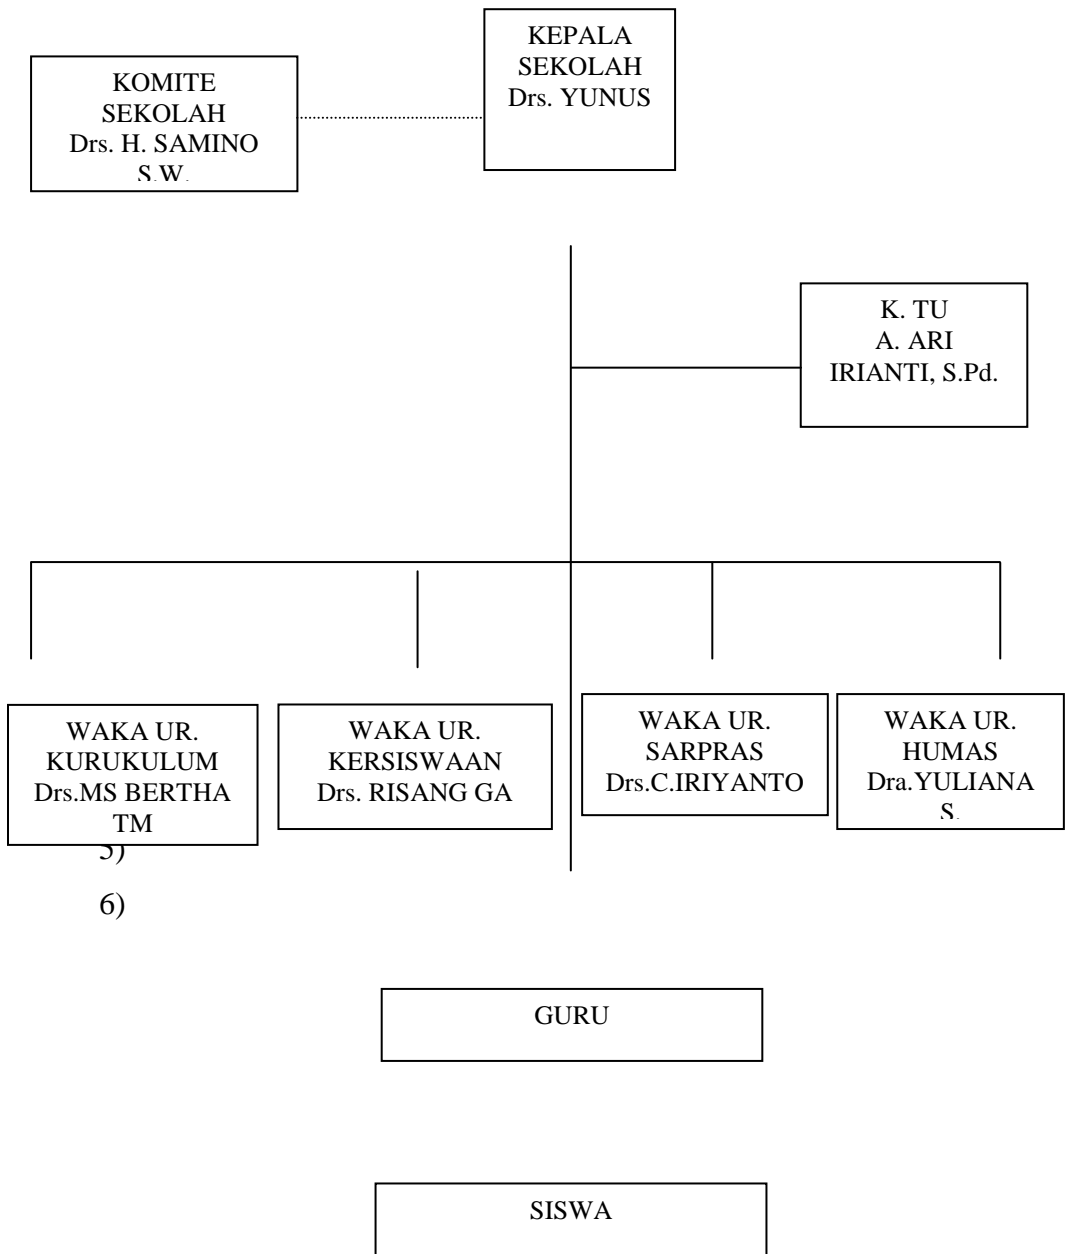 KEPALA
SEKOLAH
Drs. YUNUS
KOMITE
SEKOLAH
Drs. H. SAMINO
S.W.
K. TU
A. ARI
IRIANTI, S.Pd.
WAKA UR.
KURUKULUM
Drs.MS BERTHA
TM
WAKA UR.
KERSISWAAN
Drs. RISANG GA
WAKA UR.
SARPRAS
Drs.C.IRIYANTO
WAKA UR.
HUMAS
Dra.YULIANA
S.
5)
6)
GURU
SISWA